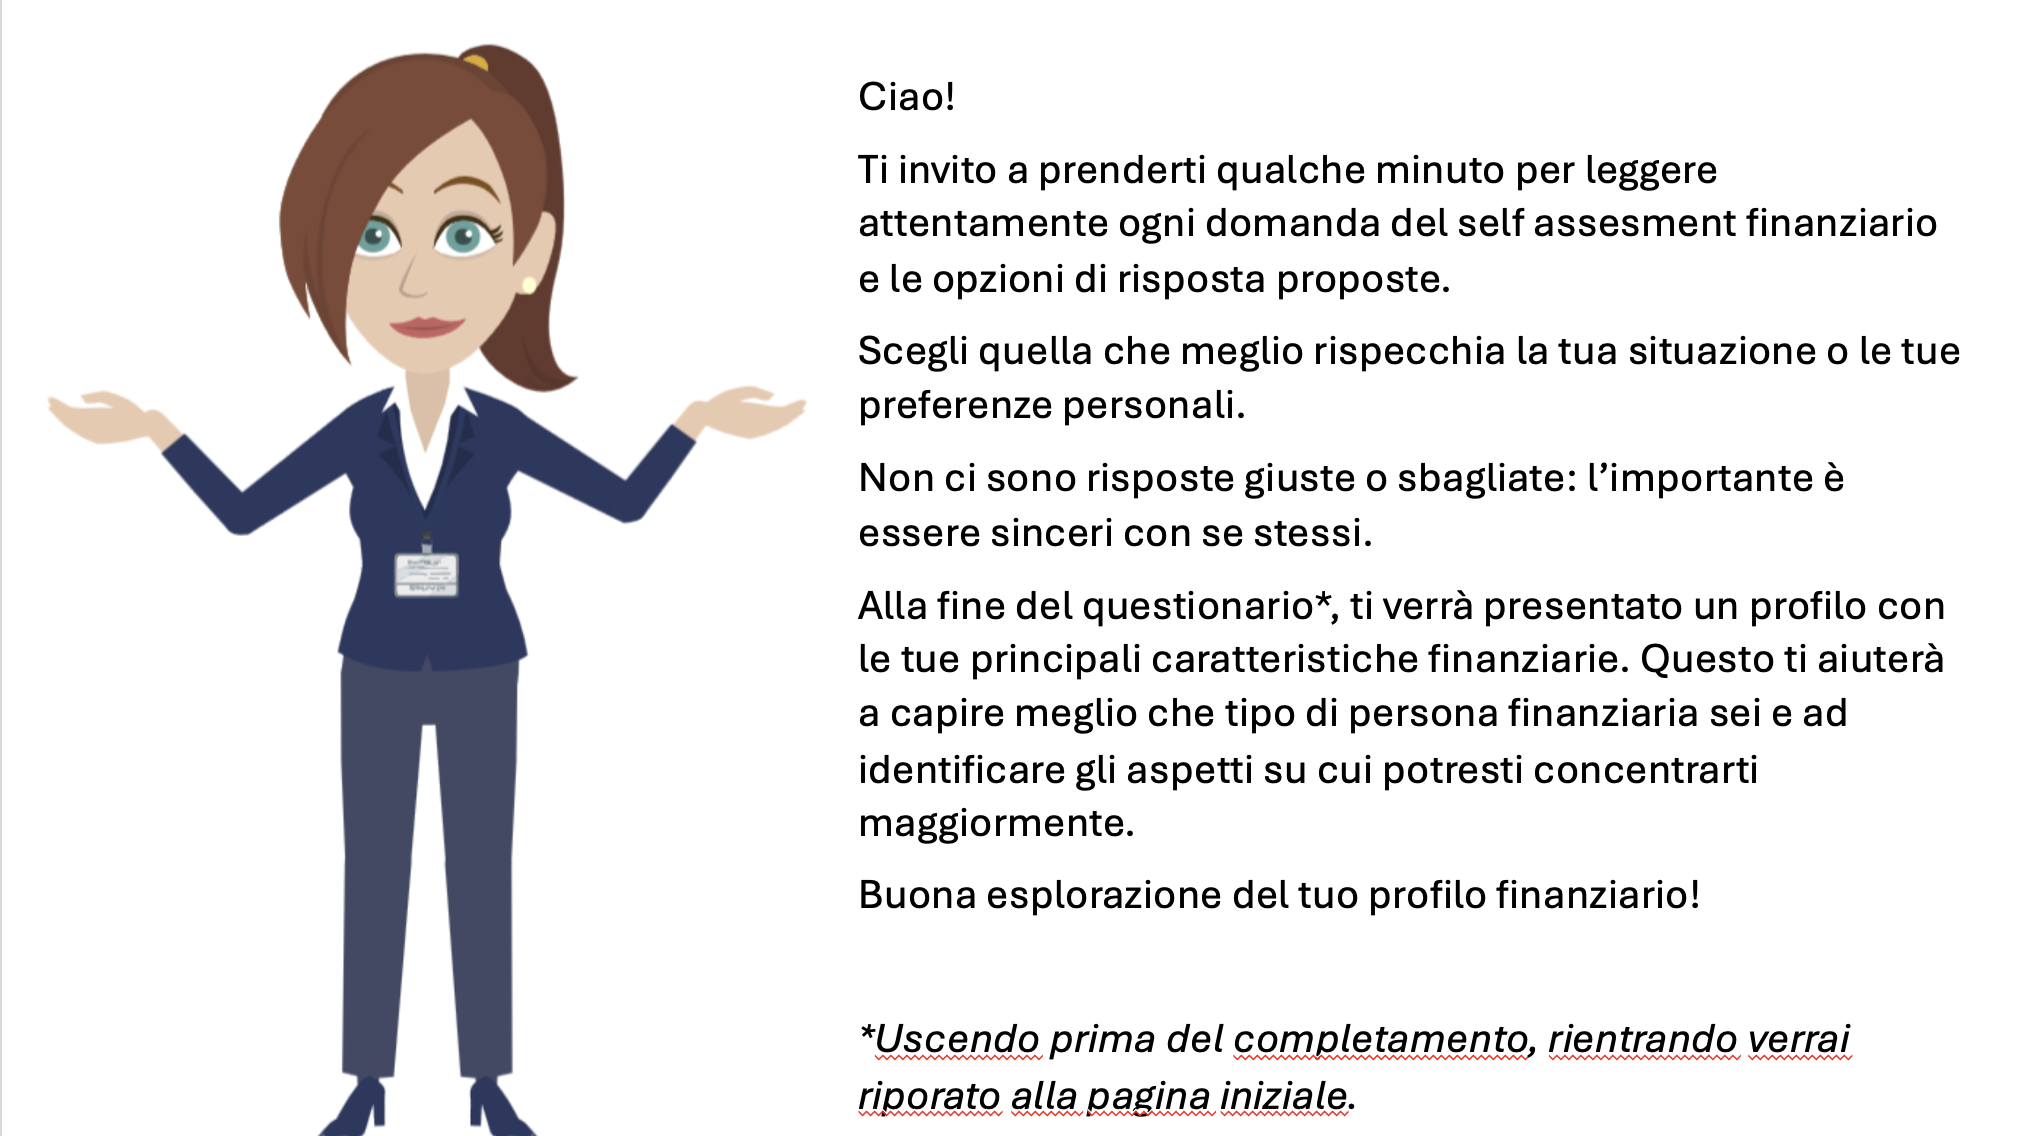 Ciao!
Ti invito a prenderti qualche minuto per leggere
attentamente ogni domanda del self assesment finanziario
e le opzioni di risposta proposte.
Scegli quella che meglio rispecchia la tua situazione o le tue
preferenze personali.
Non ci sono risposte giuste o sbagliate: l’importante è
essere sinceri con se stessi.
Alla fine del questionario*, ti verrà presentato un profilo con
le tue principali caratteristiche finanziarie. Questo ti aiuterà
a capire meglio che tipo di persona finanziaria sei e ad
identificare gli aspetti su cui potresti concentrarti
maggiormente.
Buona esplorazione del tuo profilo finanziario!
*Uscendo prima del completamento, rientrando verrai
riporato alla pagina iniziale.